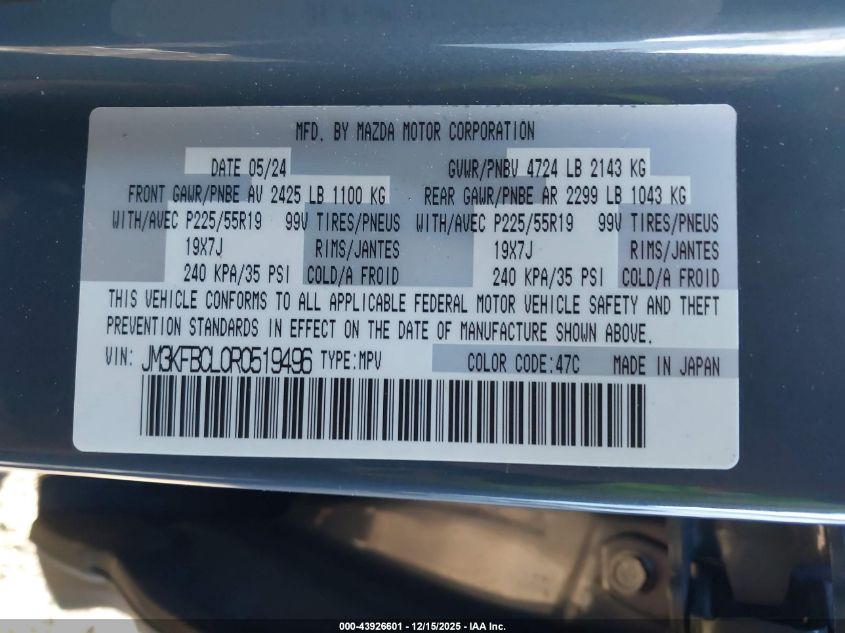 MFD. BY MAZDA MOTOR CORPORATION
DATE 05/24 GVWR/PNBV 4724 LB 2143 KG
FRONT GAWR/PNBE AV 2425 LB 1100 KG REAR GAWR/PNBE AR 2299 LB 1043 KG
WITH/AVEC P225/55R19 99V TIRES/PNEUS WITH/AVEC P225/55R19 99V TIRES/PNEUS
19X7J RIMS/JANTES 19X7J RIMS/JANTES
240 KPA/35 PSI COLD/A FROID 240 KPA/35 PSI COLD/A FROID
THIS VEHICLE CONFORMS TO ALL APPLICABLE FEDERAL MOTOR VEHICLE SAFETY AND THEFT
PREVENTION STANDARDS IN EFFECT ON THE DATE OF MANUFACTURE SHOWN ABOVE.
VIN: JM3KFBCL0R0519496 TYPE:MPV COLOR CODE:47C MADE IN JAPAN
000-43926601 - 12/15/2025 - IAA Inc.